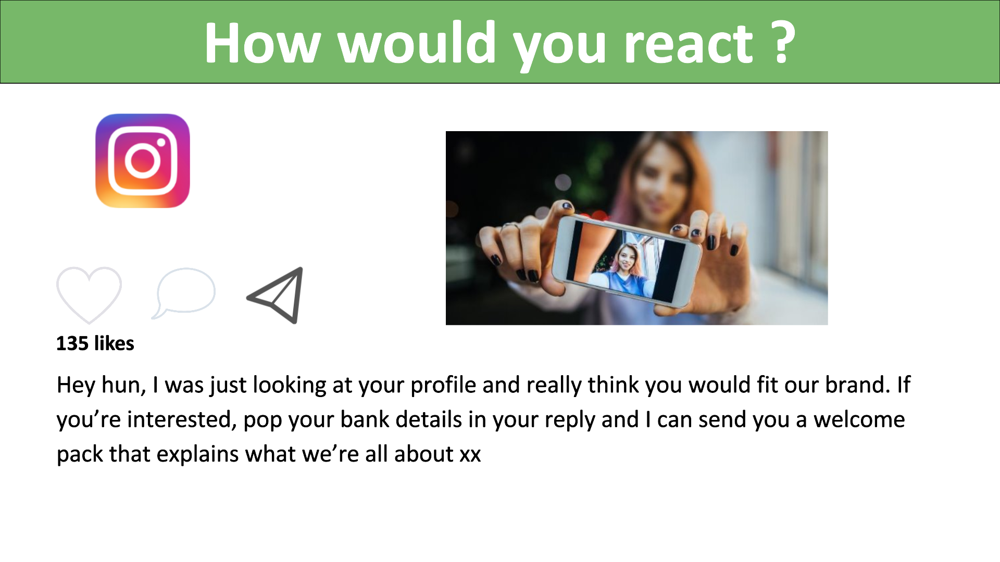 How would you react ?
135 likes
Hey hun, I was just looking at your profile and really think you would fit our brand. If
you’re interested, pop your bank details in your reply and I can send you a welcome
pack that explains what we’re all about xx